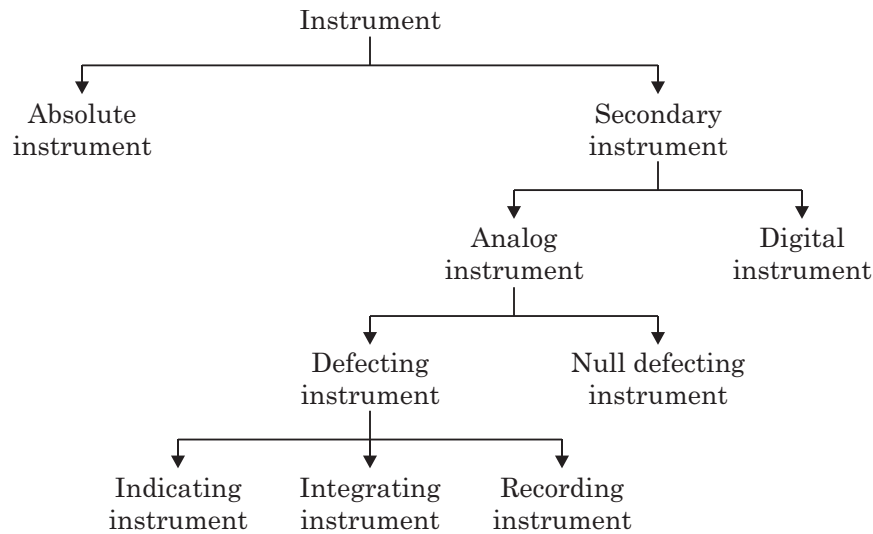 Instrument
Absolute
instrument
Secondary
instrument
Analog
instrument
Digital
instrument
Defecting
instrument
Null defecting
instrument
Indicating
instrument
Integrating
instrument
Recording
instrument